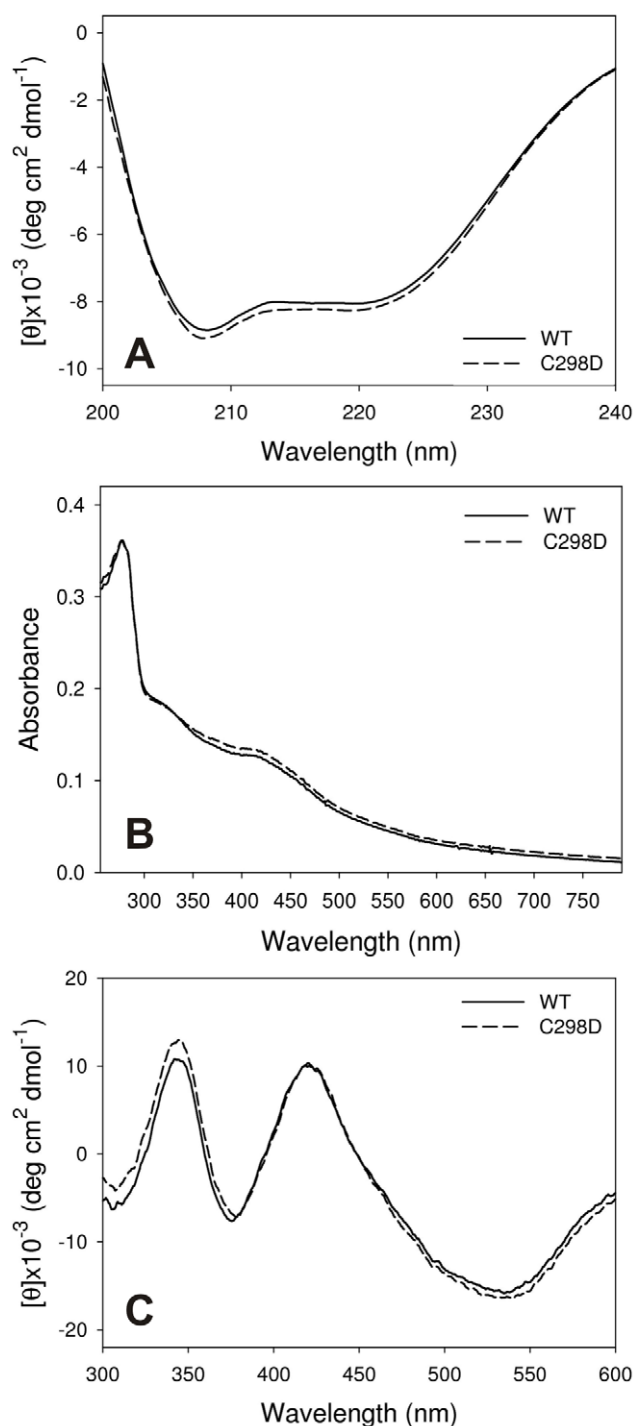 0
-2
-4
-6
-8
-10
[θ]x10⁻³ (deg cm² dmol⁻¹)
A
WT
C298D
200 210 220 230 240
Wavelength (nm)
0.4
0.3
0.2
0.1
0.0
Absorbance
B
WT
C298D
300 350 400 450 500 550 600 650 700 750
Wavelength (nm)
20
10
0
-10
-20
[θ]x10⁻³ (deg cm² dmol⁻¹)
C
WT
C298D
300 350 400 450 500 550 600
Wavelength (nm)